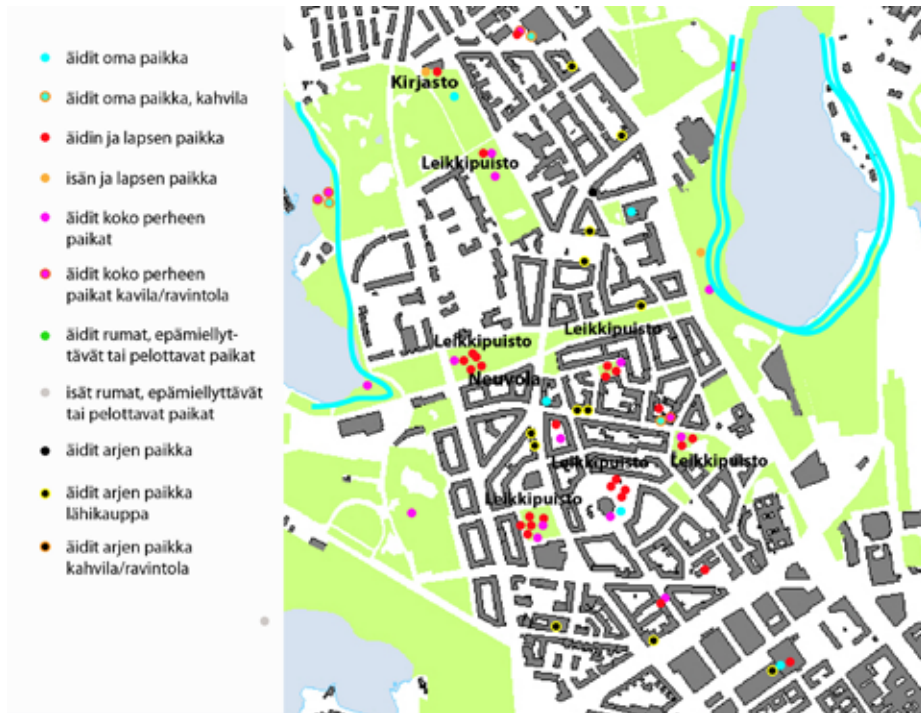 äidit oma paikka
äidit oma paikka, kahvila
äidin ja lapsen paikka
isän ja lapsen paikka
äidit koko perheen
paikat
äidit koko perheen
paikat kavila/ravintola
äidit rumat, epämiellyt-
tävät tai pelottavat paikat
isät rumat, epämiellyttävät
tai pelottavat paikat
äidit arjen paikka
äidit arjen paikka
lähikauppa
äidit arjen paikka
kahvila/ravintola
Kirjasto
Leikkipuisto
Leikkipuisto
Leikkipuisto
Neuvola
Leikkipuisto
Leikkipuisto
Leikkipuisto